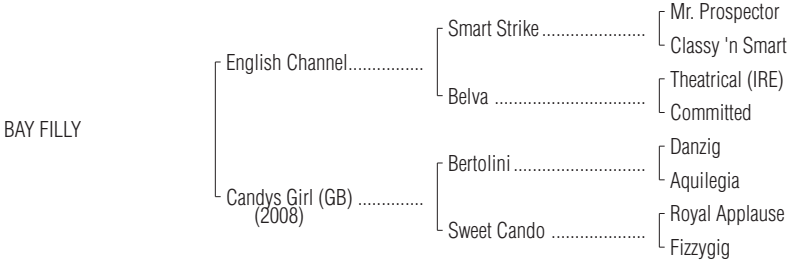 Mr. Prospector
Smart Strike......................
Classy 'n Smart
English Channel................
Theatrical (IRE)
Belva ................................
Committed
BAY FILLY
Danzig
Bertolini............................
Aquilegia
Candys Girl (GB) ..............
(2008)
Royal Applause
Sweet Cando ....................
Fizzygig